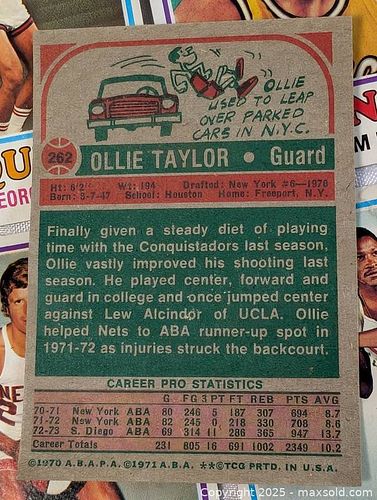 OLLIE
USED TO LEAP
OVER PARKED
CARS IN N.Y.C.
262 OLLIE TAYLOR • Guard
Ht: 6'2" Wt: 194 Drafted: New York #6—1970
Born: 3-7-47 School: Houston Home: Freeport, N.Y.
Finally given a steady diet of playing
time with the Conquistadors last season,
Ollie vastly improved his shooting last
season. He played center, forward and
guard in college and once jumped center
against Lew Alcindor of UCLA. Ollie
helped Nets to ABA runner-up spot in
1971-72 as injuries struck the backcourt.
CAREER PRO STATISTICS
G FG 3 PT FT REB PTS AVG
70-71 New York ABA 80 246 5 187 307 694 8.7
71-72 New York ABA 82 245 0 218 330 708 8.6
72-73 S. Diego ABA 69 314 11 286 365 947 13.7
Career Totals 231 805 16 691 1002 2349 10.2
©1970 A.B.A.P.A. ©1971 A.B.A. **©TCG PRTD. IN U.S.A.
Copyright 2025 - maxsold.com